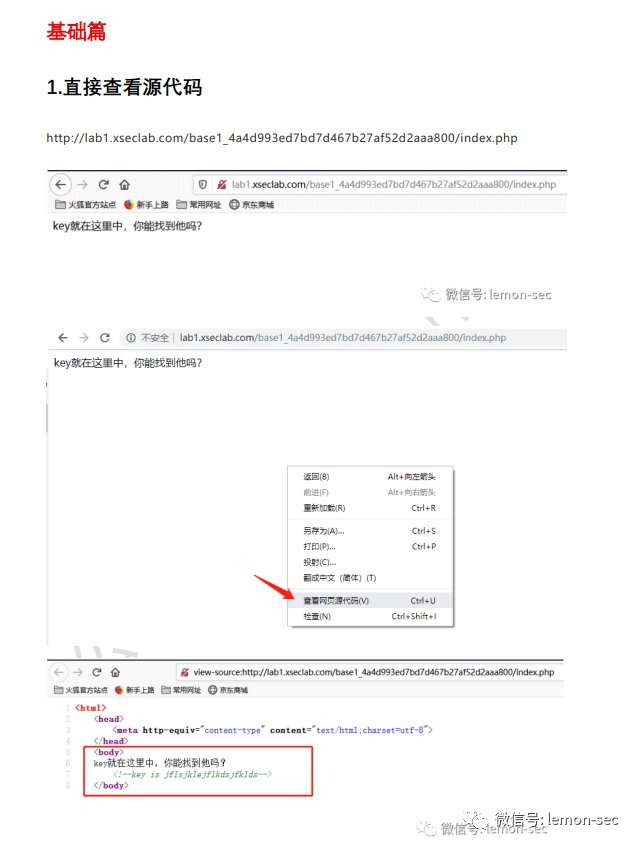 基础篇
1.直接查看源代码
http://lab1.xseclab.com/base1_4a4d993ed7bd7d467b27af52d2aaa800/index.php
lab1.xseclab.com/base1_4a4d993ed7bd7d467b27af52d2aaa800/index.php
火狐官方站点 新手上路 常用网址 京东商城
key就在这里中，你能找到他吗？
微信号: lemon-sec
不安全 | lab1.xseclab.com/base1_4a4d993ed7bd7d467b27af52d2aaa800/index.php
key就在这里中，你能找到他吗？
返回(B) Alt+向左箭头
前进(F) Alt+向右箭头
重新加载(R) Ctrl+R
另存为(A)... Ctrl+S
打印(P)... Ctrl+P
投射(C)...
翻成中文（简体）(T)
查看网页源代码(V) Ctrl+U
检查(N) Ctrl+Shift+I
view-source:http://lab1.xseclab.com/base1_4a4d993ed7bd7d467b27af52d2aaa800/index.php
火狐官方站点 新手上路 常用网址 京东商城
1 <html>
2 <head>
3 <meta http-equiv="content-type" content="text/html;charset=utf-8">
4 </head>
5 <body>
6 key就在这里中，你能找到他吗？
7 <!--key is jflsjklejflkdsjfklds-->
8 </body>
微信号: lemon-sec
微信号: lemon-sec